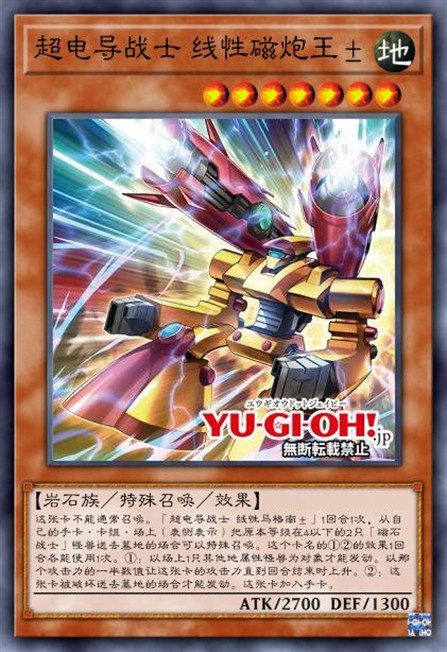 超电导战士 线性磁炮王±
地
ユウギオウドットジェイピー
YU-GI-OH!.jp
無断転載禁止
【岩石族／特殊召唤／效果】
这张卡不能通常召唤。「超电导战士 线性马格南±」1回合1次，从自
己的手卡·卡组·场上（表侧表示）把原本等级在4以下的2只「磁石
战士」怪兽送去墓地的场合可以特殊召唤。这个卡名的①②的效果1回
合各能使用1次。①：以场上1只其他地属性怪兽为对象才能发动。以那
个攻击力的一半数值让这张卡的攻击力直到回合结束时上升。②：这
张卡被破坏送去墓地的场合才能发动。这张卡加入手卡。
ATK/2700 DEF/1300